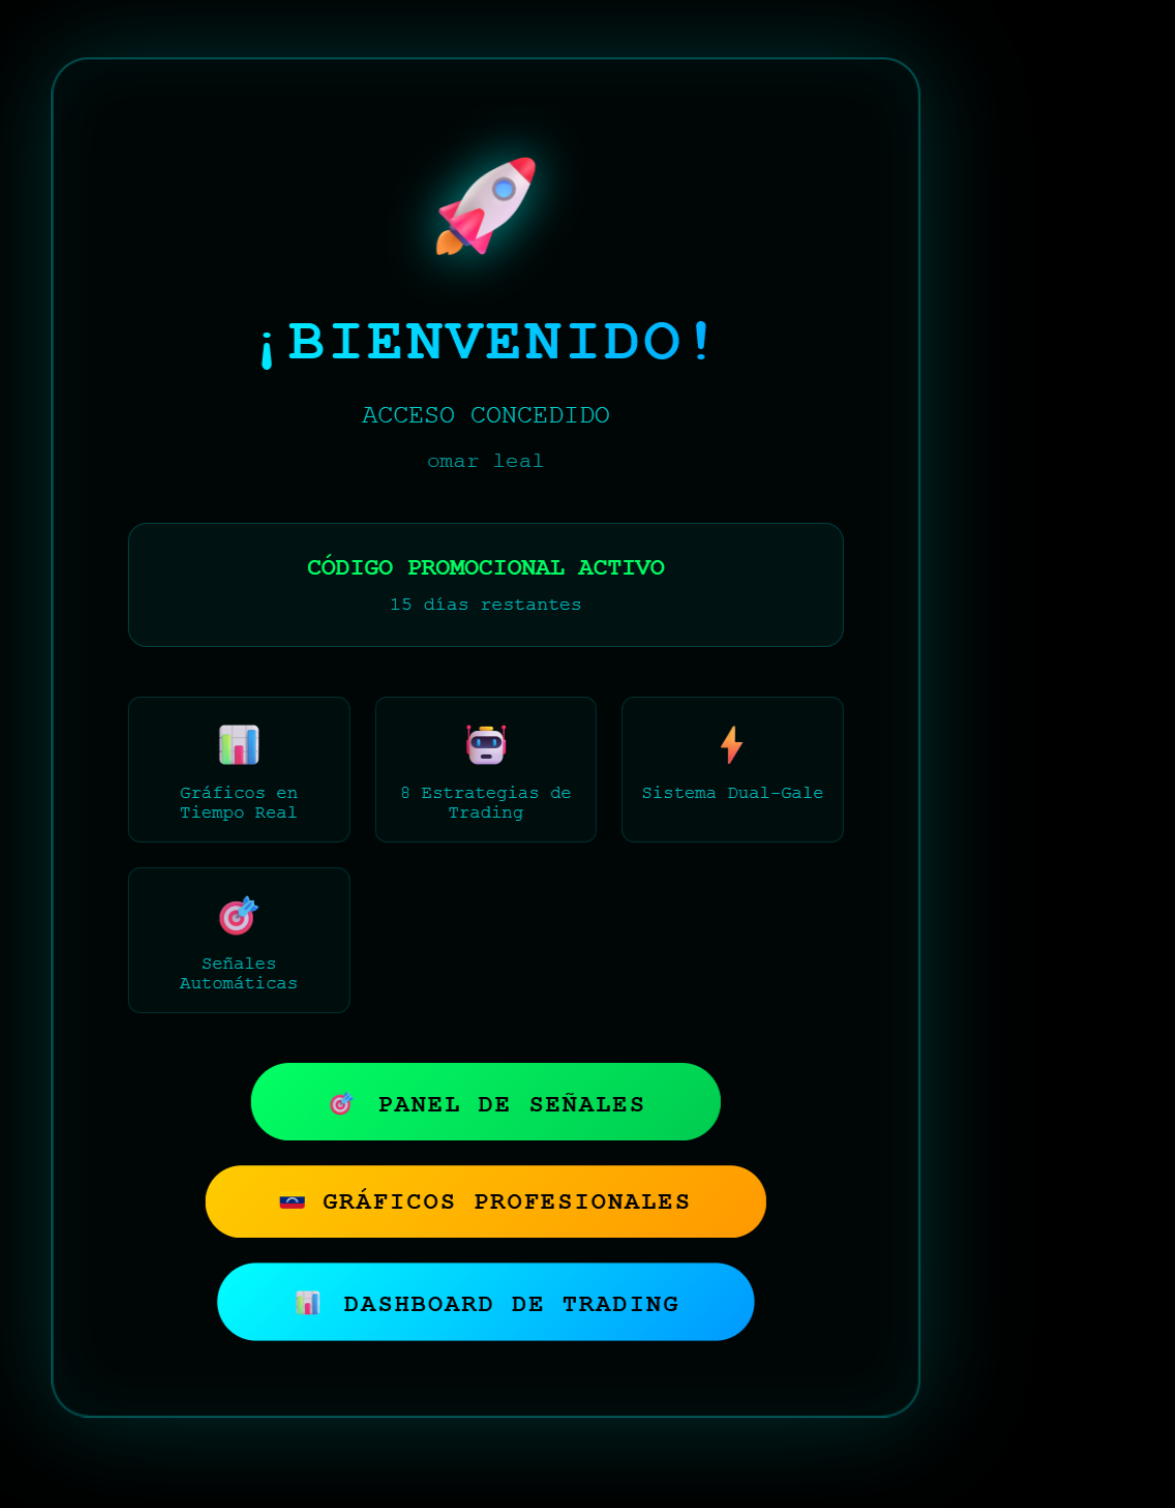 ¡BIENVENIDO!
ACCESO CONCEDIDO
omar leal
CÓDIGO PROMOCIONAL ACTIVO
15 días restantes
Gráficos en
Tiempo Real
8 Estrategias de
Trading
Sistema Dual-Gale
Señales
Automáticas
PANEL DE SEÑALES
GRÁFICOS PROFESIONALES
DASHBOARD DE TRADING